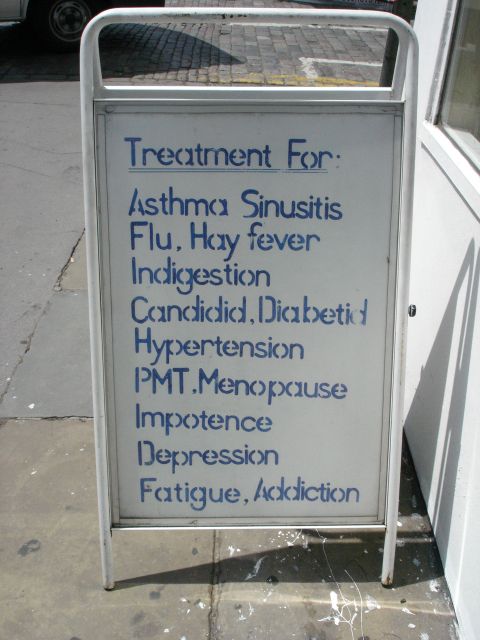 Treatment For:
Asthma Sinusitis
Flu, Hay fever
Indigestion
Candidid, Diabetid
Hypertension
PMT. Menopause
Impotence
Depression
Fatigue, Addiction